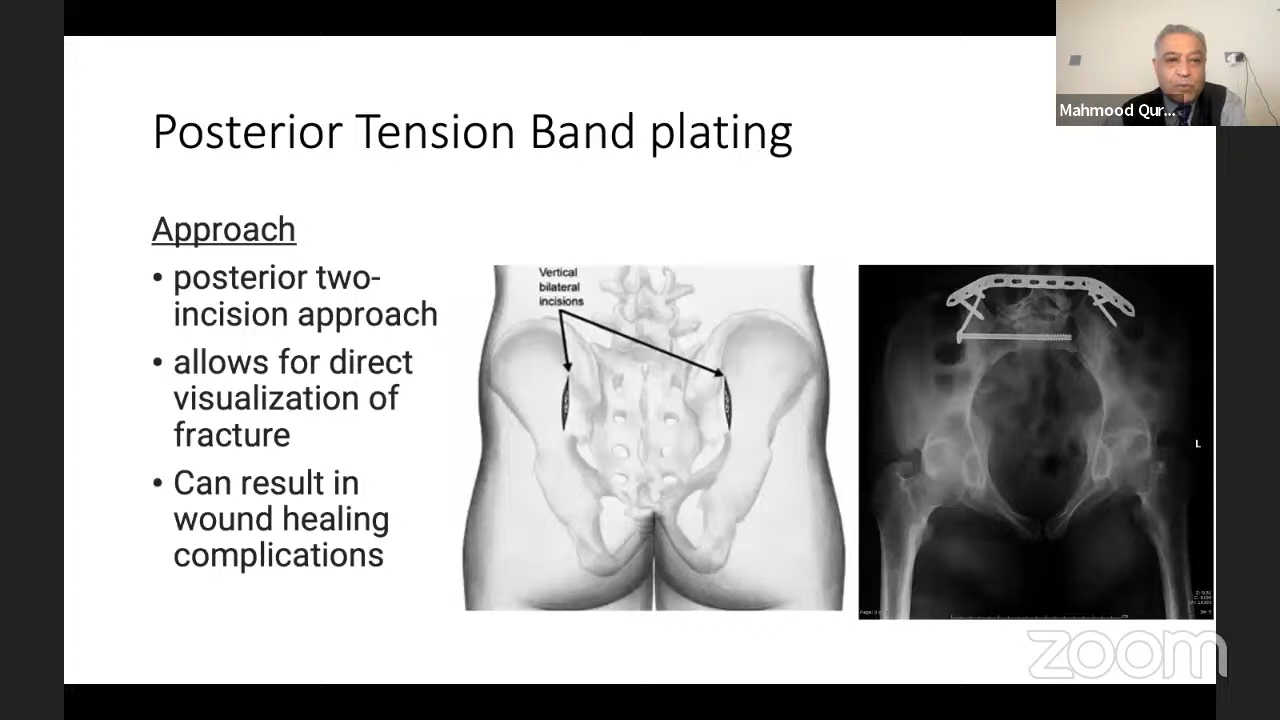 Mahmood Qur...
Posterior Tension Band plating
Approach
• posterior two-
incision approach
• allows for direct
visualization of
fracture
• Can result in
wound healing
complications
Vertical
bilateral
incisions
L
zoom